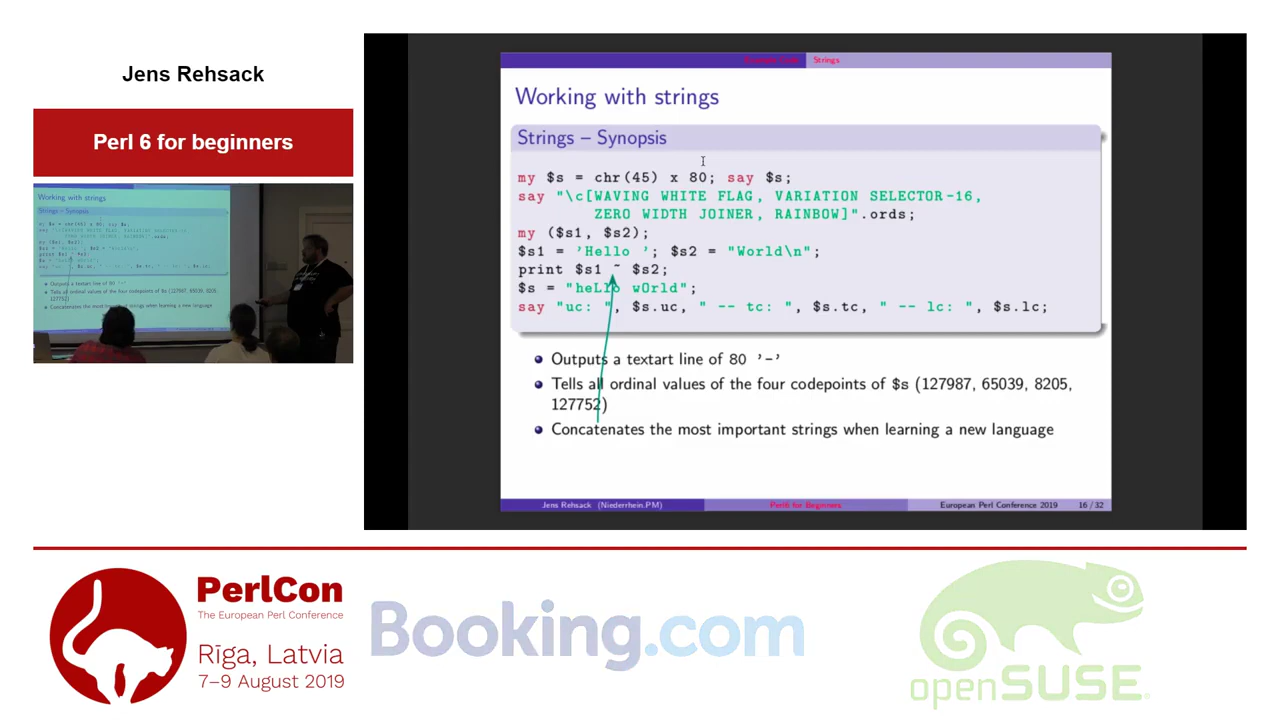 Jens Rehsack
Perl 6 for beginners
Strings
Working with strings
Strings – Synopsis
my $s = chr(45) x 80; say $s;
say "\c[WAVING WHITE FLAG, VARIATION SELECTOR-16,
ZERO WIDTH JOINER, RAINBOW]".ords;
my ($s1, $s2);
$s1 = 'Hello '; $s2 = "World\n";
print $s1 ~ $s2;
$s = "heLlo wOrld";
say "uc: ", $s.uc, " -- tc: ", $s.tc, " -- lc: ", $s.lc;
Outputs a textart line of 80 '-'
Tells all ordinal values of the four codepoints of $s (127987, 65039, 8205,
127752)
Concatenates the most important strings when learning a new language
Jens Rehsack (Niederrhein.PM) Perl6 for Beginners European Perl Conference 2019 16 / 32
Working with strings
Strings – Synopsis
PerlCon
The European Perl Conference
Rīga, Latvia
7–9 August 2019
Booking.com
openSUSE